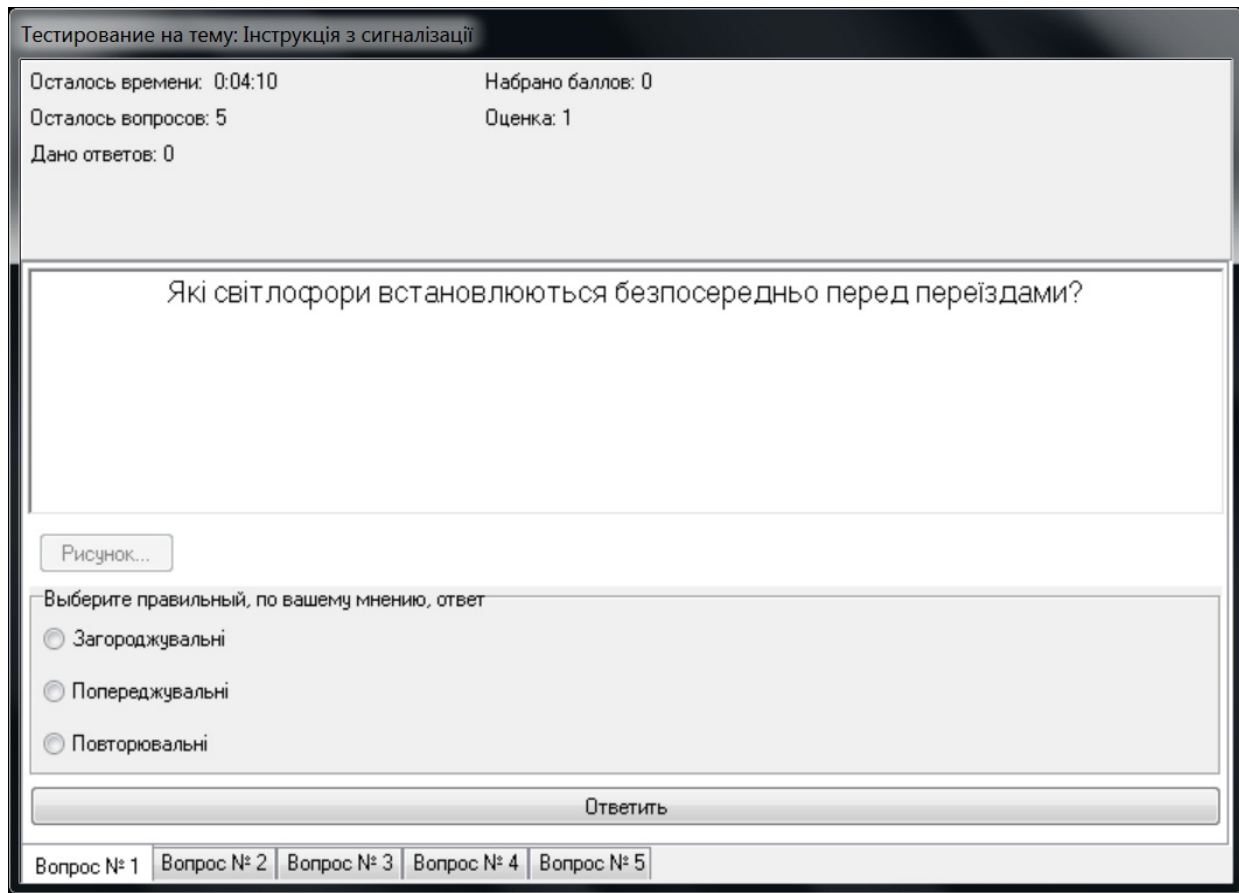 Тестирование на тему: Інструкція з сигналізації
Осталось времени: 0:04:10
Набрано баллов: 0
Осталось вопросов: 5
Оценка: 1
Дано ответов: 0
Які світлофори встановлюються безпосередньо перед переїздами?
Рисунок...
Выберите правильный, по вашему мнению, ответ
Загороджувальні
Попереджувальні
Повторювальні
Ответить
Вопрос № 1 Вопрос № 2 Вопрос № 3 Вопрос № 4 Вопрос № 5